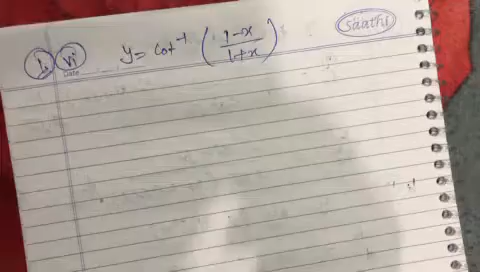 1. vi y = cot⁻¹ (1-x / 1+x)
Saathi
Date